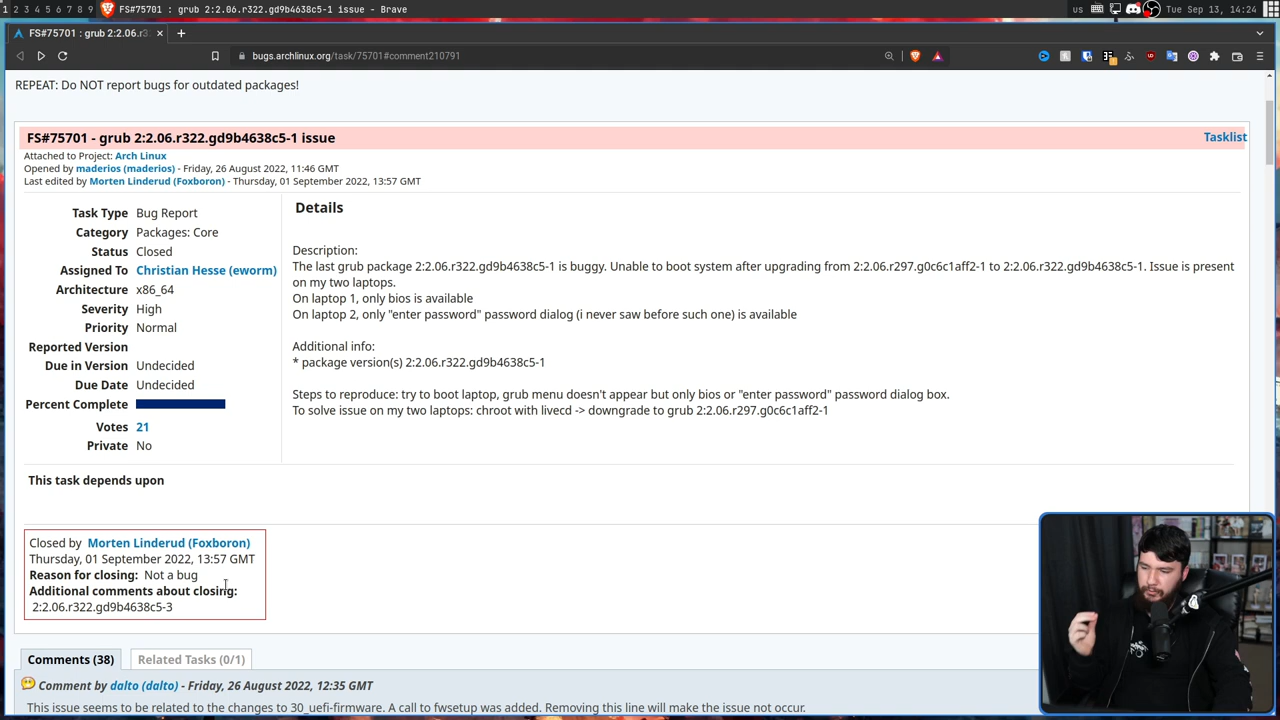 1 2 3 4 5 6 7 8 9 FS#75701 : grub 2:2.06.r322.gd9b4638c5-1 issue - Brave us Tue Sep 13, 14:24
FS#75701 : grub 2:2.06.r3
bugs.archlinux.org/task/75701#comment210791
REPEAT: Do NOT report bugs for outdated packages!
FS#75701 - grub 2:2.06.r322.gd9b4638c5-1 issue
Tasklist
Attached to Project: Arch Linux
Opened by maderios (maderios) - Friday, 26 August 2022, 11:46 GMT
Last edited by Morten Linderud (Foxboron) - Thursday, 01 September 2022, 13:57 GMT
Task Type Bug Report
Category Packages: Core
Status Closed
Assigned To Christian Hesse (eworm)
Architecture x86_64
Severity High
Priority Normal
Reported Version
Due in Version Undecided
Due Date Undecided
Percent Complete
Votes 21
Private No
Details
Description:
The last grub package 2:2.06.r322.gd9b4638c5-1 is buggy. Unable to boot system after upgrading from 2:2.06.r297.g0c6c1aff2-1 to 2:2.06.r322.gd9b4638c5-1. Issue is present
on my two laptops.
On laptop 1, only bios is available
On laptop 2, only "enter password" password dialog (i never saw before such one) is available
Additional info:
* package version(s) 2:2.06.r322.gd9b4638c5-1
Steps to reproduce: try to boot laptop, grub menu doesn't appear but only bios or "enter password" password dialog box.
To solve issue on my two laptops: chroot with livecd -> downgrade to grub 2:2.06.r297.g0c6c1aff2-1
This task depends upon
Closed by Morten Linderud (Foxboron)
Thursday, 01 September 2022, 13:57 GMT
Reason for closing: Not a bug
Additional comments about closing:
2:2.06.r322.gd9b4638c5-3
Comments (38) Related Tasks (0/1)
Comment by dalto (dalto) - Friday, 26 August 2022, 12:35 GMT
This issue seems to be related to the changes to 30_uefi-firmware. A call to fwsetup was added. Removing this line will make the issue not occur.